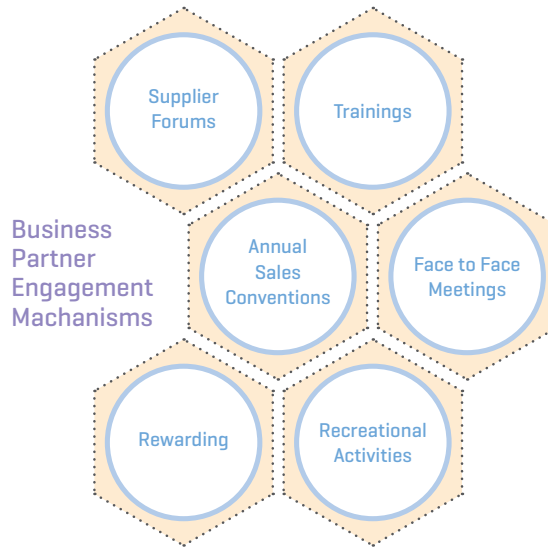 Supplier
Forums
Trainings
Business
Partner
Engagement
Machanisms
Annual
Sales
Conventions
Face to Face
Meetings
Rewarding
Recreational
Activities